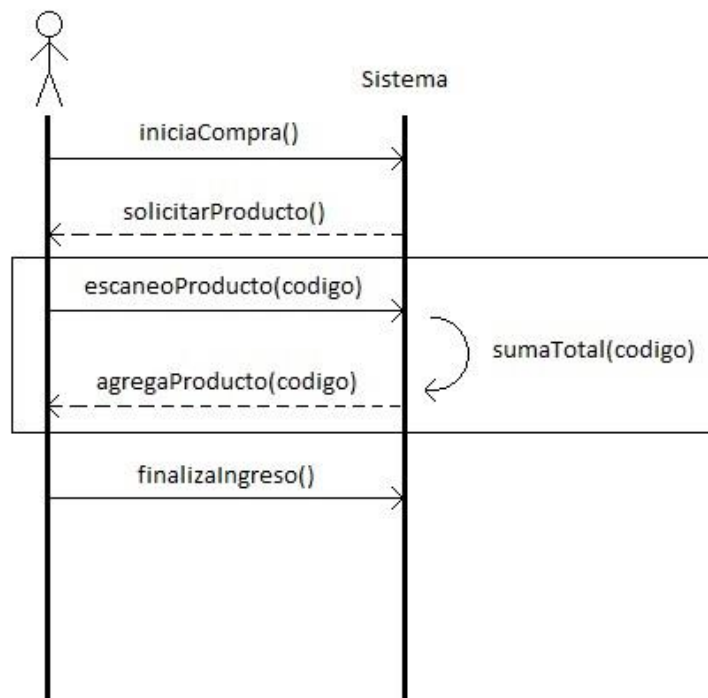 Sistema
iniciaCompra()
solicitarProducto()
escaneoProducto(codigo)
sumaTotal(codigo)
agregaProducto(codigo)
finalizaIngreso()